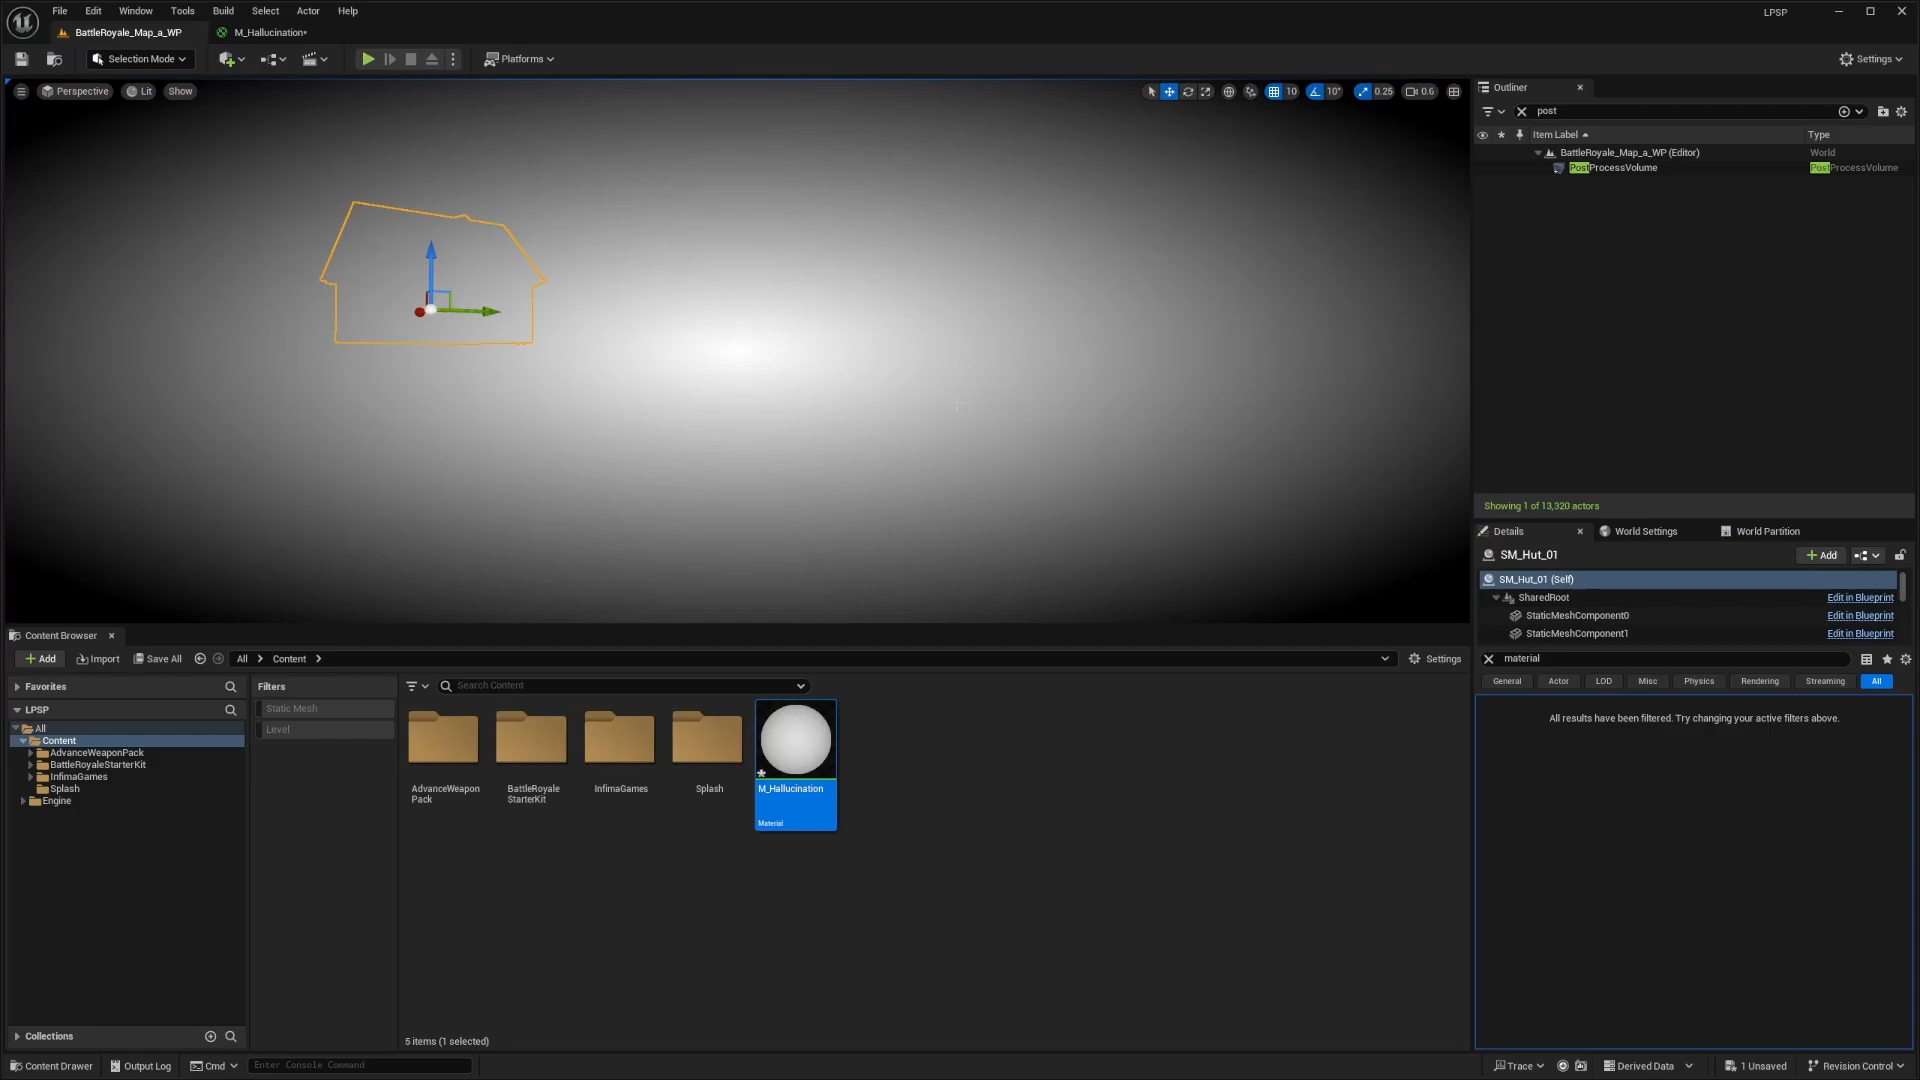 File Edit Window Tools Build Select Actor Help
LPSP
BattleRoyale_Map_a_WP
M_Hallucination*
Selection Mode
Platforms
Settings
Perspective
Lit
Show
10
10°
0.25
0.6
Outliner
post
Item Label
Type
BattleRoyale_Map_a_WP (Editor)
World
PostProcessVolume
PostProcessVolume
Showing 1 of 13,320 actors
Details
World Settings
World Partition
SM_Hut_01
Add
SM_Hut_01 (Self)
SharedRoot
Edit in Blueprint
StaticMeshComponent0
Edit in Blueprint
StaticMeshComponent1
Edit in Blueprint
material
General
Actor
LOD
Misc
Physics
Rendering
Streaming
All
All results have been filtered. Try changing your active filters above.
Content Browser
Add
Import
Save All
All
Content
Settings
Favorites
LPSP
All
Content
AdvanceWeaponPack
BattleRoyaleStarterKit
InfimaGames
Splash
Engine
Collections
Filters
Static Mesh
Level
Search Content
AdvanceWeapon
Pack
BattleRoyale
StarterKit
InfimaGames
Splash
M_Hallucination
Material
5 items (1 selected)
Content Drawer
Output Log
Cmd
Enter Console Command
Trace
Derived Data
1 Unsaved
Revision Control